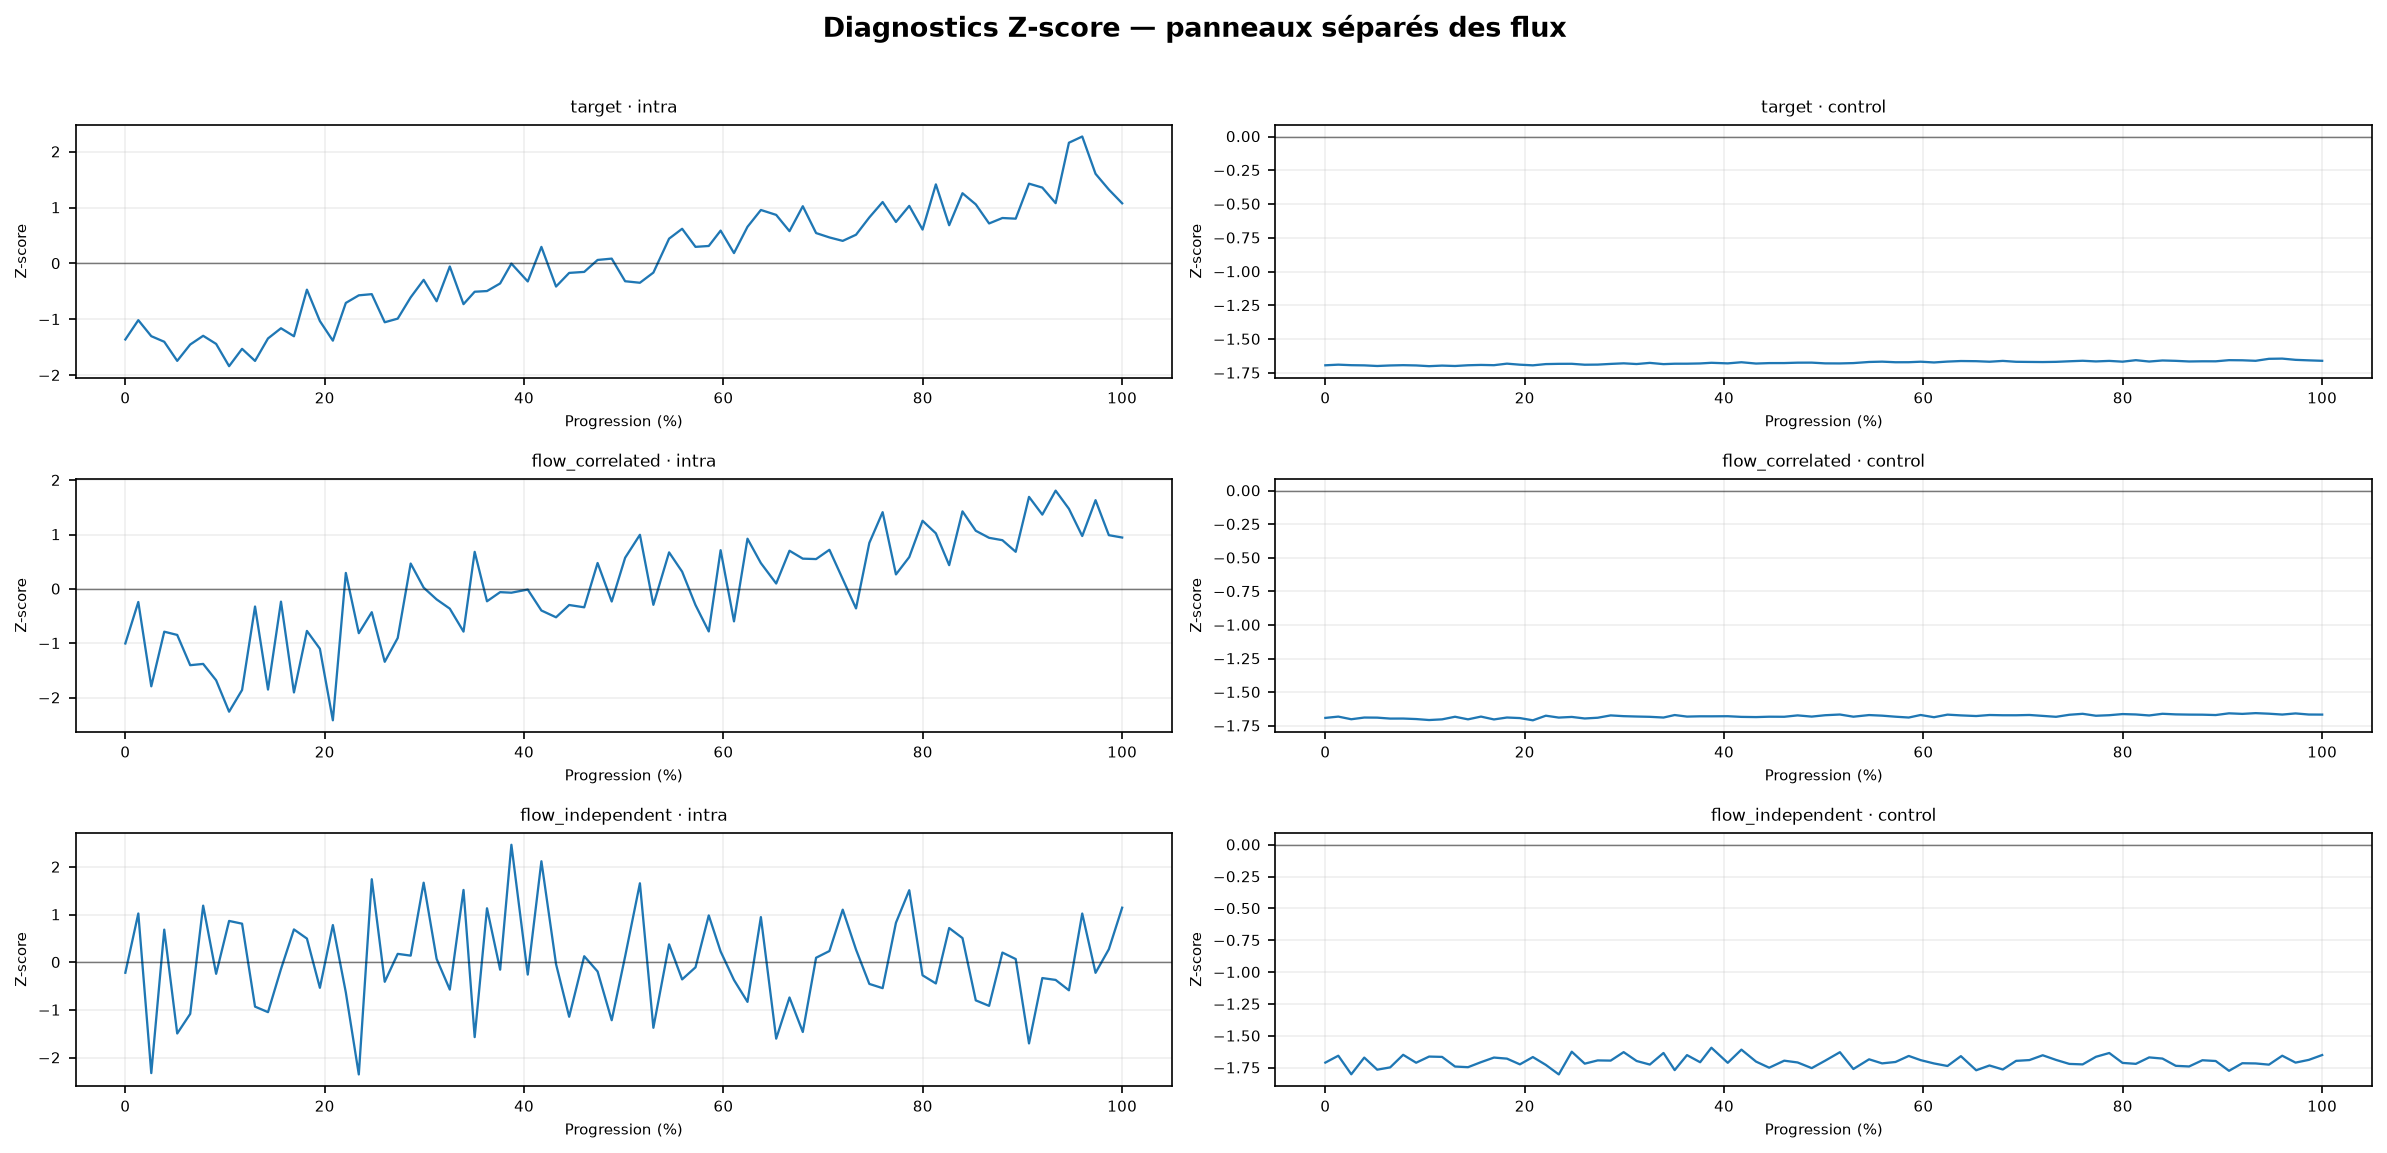 Diagnostics Z-score — panneaux séparés des flux
target · intra
2
1
0
−1
−2
Z-score
0 20 40 60 80 100
Progression (%)
target · control
0.00
−0.25
−0.50
−0.75
−1.00
−1.25
−1.50
−1.75
Z-score
0 20 40 60 80 100
Progression (%)
flow_correlated · intra
2
1
0
−1
−2
Z-score
0 20 40 60 80 100
Progression (%)
flow_correlated · control
0.00
−0.25
−0.50
−0.75
−1.00
−1.25
−1.50
−1.75
Z-score
0 20 40 60 80 100
Progression (%)
flow_independent · intra
2
1
0
−1
−2
Z-score
0 20 40 60 80 100
Progression (%)
flow_independent · control
0.00
−0.25
−0.50
−0.75
−1.00
−1.25
−1.50
−1.75
Z-score
0 20 40 60 80 100
Progression (%)